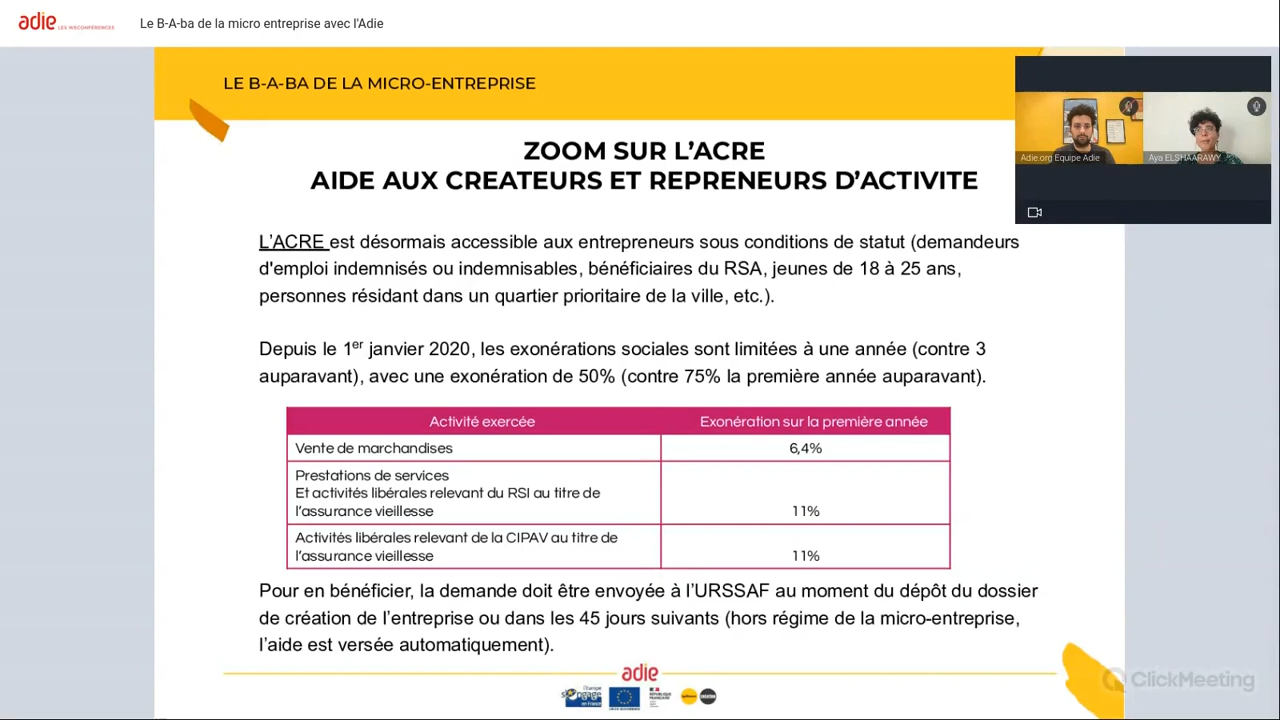 adie LES WEBCONFÉRENCES
Le B-A-ba de la micro entreprise avec l'Adie
LE B-A-BA DE LA MICRO-ENTREPRISE
Adie.org Equipe Adie
Aya ELSHAARAWY
ZOOM SUR L’ACRE
AIDE AUX CREATEURS ET REPRENEURS D’ACTIVITE
L’ACRE est désormais accessible aux entrepreneurs sous conditions de statut (demandeurs
d'emploi indemnisés ou indemnisables, bénéficiaires du RSA, jeunes de 18 à 25 ans,
personnes résidant dans un quartier prioritaire de la ville, etc.).
Depuis le 1er janvier 2020, les exonérations sociales sont limitées à une année (contre 3
auparavant), avec une exonération de 50% (contre 75% la première année auparavant).
Activité exercée Exonération sur la première année
Vente de marchandises 6,4%
Prestations de services
Et activités libérales relevant du RSI au titre de
l’assurance vieillesse 11%
Activités libérales relevant de la CIPAV au titre de
l’assurance vieillesse 11%
Pour en bénéficier, la demande doit être envoyée à l’URSSAF au moment du dépôt du dossier
de création de l’entreprise ou dans les 45 jours suivants (hors régime de la micro-entreprise,
l’aide est versée automatiquement).
adie
ClickMeeting
l'Europe
s'engage
en France